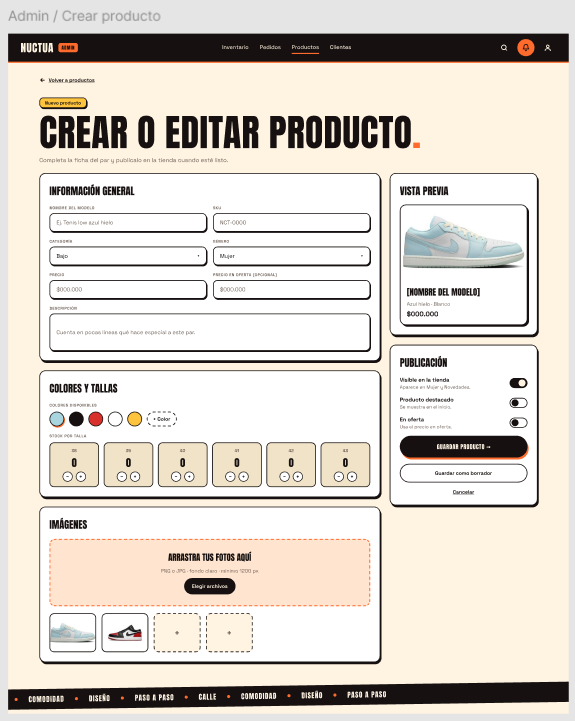 Admin / Crear producto
NUCTUA ADMIN
Inventario Pedidos Productos Clientes
← Volver a productos
Nuevo producto
CREAR O EDITAR PRODUCTO.
Completa la ficha del par y publícalo en la tienda cuando esté listo.
INFORMACIÓN GENERAL
NOMBRE DEL MODELO
SKU
Ej. Tenis low azul hielo
NCT-0000
CATEGORÍA
GÉNERO
Bajo
Mujer
PRECIO
PRECIO EN OFERTA (OPCIONAL)
$000.000
$000.000
DESCRIPCIÓN
Cuenta en pocas líneas qué hace especial a este par.
COLORES Y TALLAS
COLORES DISPONIBLES
+ Color
STOCK POR TALLA
38 39 40 41 42 43
0 0 0 0 0 0
− + − + − + − + − + − +
IMÁGENES
ARRASTRA TUS FOTOS AQUÍ
PNG o JPG · fondo claro · mínimo 1200 px
Elegir archivos
+ +
VISTA PREVIA
[NOMBRE DEL MODELO]
Azul hielo · Blanco
$000.000
PUBLICACIÓN
Visible en la tienda
Aparece en Mujer y Novedades.
Producto destacado
Se muestra en el inicio.
En oferta
Usa el precio en oferta.
GUARDAR PRODUCTO →
Guardar como borrador
Cancelar
• COMODIDAD • DISEÑO • PASO A PASO • CALLE • COMODIDAD • DISEÑO • PASO A PASO